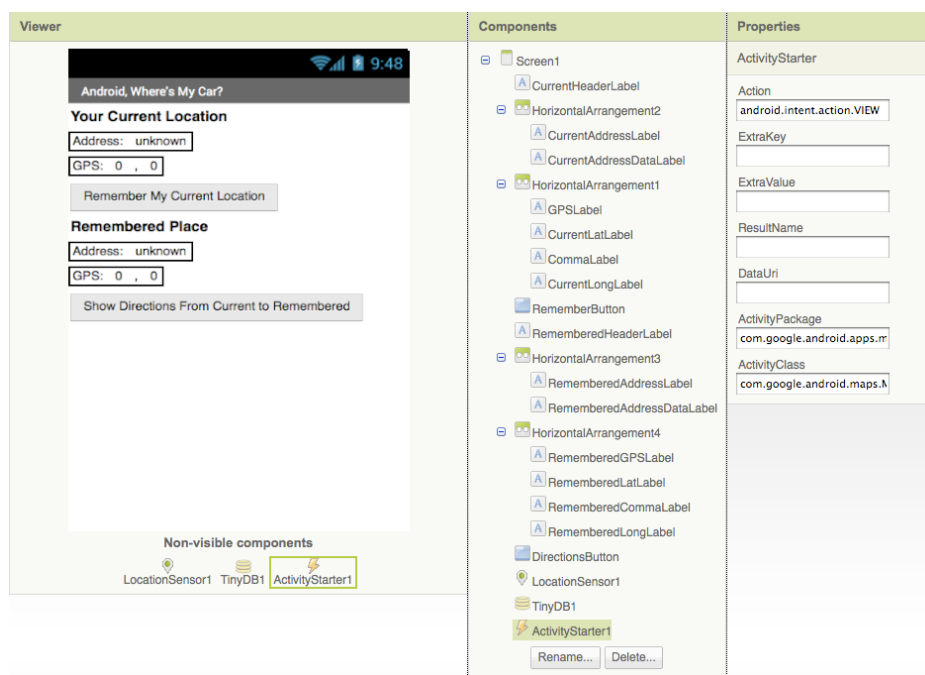 Viewer
9:48
Android, Where's My Car?
Your Current Location
Address: unknown
GPS: 0 , 0
Remember My Current Location
Remembered Place
Address: unknown
GPS: 0 , 0
Show Directions From Current to Remembered
Non-visible components
LocationSensor1 TinyDB1 ActivityStarter1
Components
Screen1
A CurrentHeaderLabel
HorizontalArrangement2
A CurrentAddressLabel
A CurrentAddressDataLabel
HorizontalArrangement1
A GPSLabel
A CurrentLatLabel
A CommaLabel
A CurrentLongLabel
RememberButton
A RememberedHeaderLabel
HorizontalArrangement3
A RememberedAddressLabel
A RememberedAddressDataLabel
HorizontalArrangement4
A RememberedGPSLabel
A RememberedLatLabel
A RememberedCommaLabel
A RememberedLongLabel
DirectionsButton
LocationSensor1
TinyDB1
ActivityStarter1
Rename... Delete...
Properties
ActivityStarter
Action
android.intent.action.VIEW
ExtraKey
ExtraValue
ResultName
DataUri
ActivityPackage
com.google.android.apps.m
ActivityClass
com.google.android.maps.M